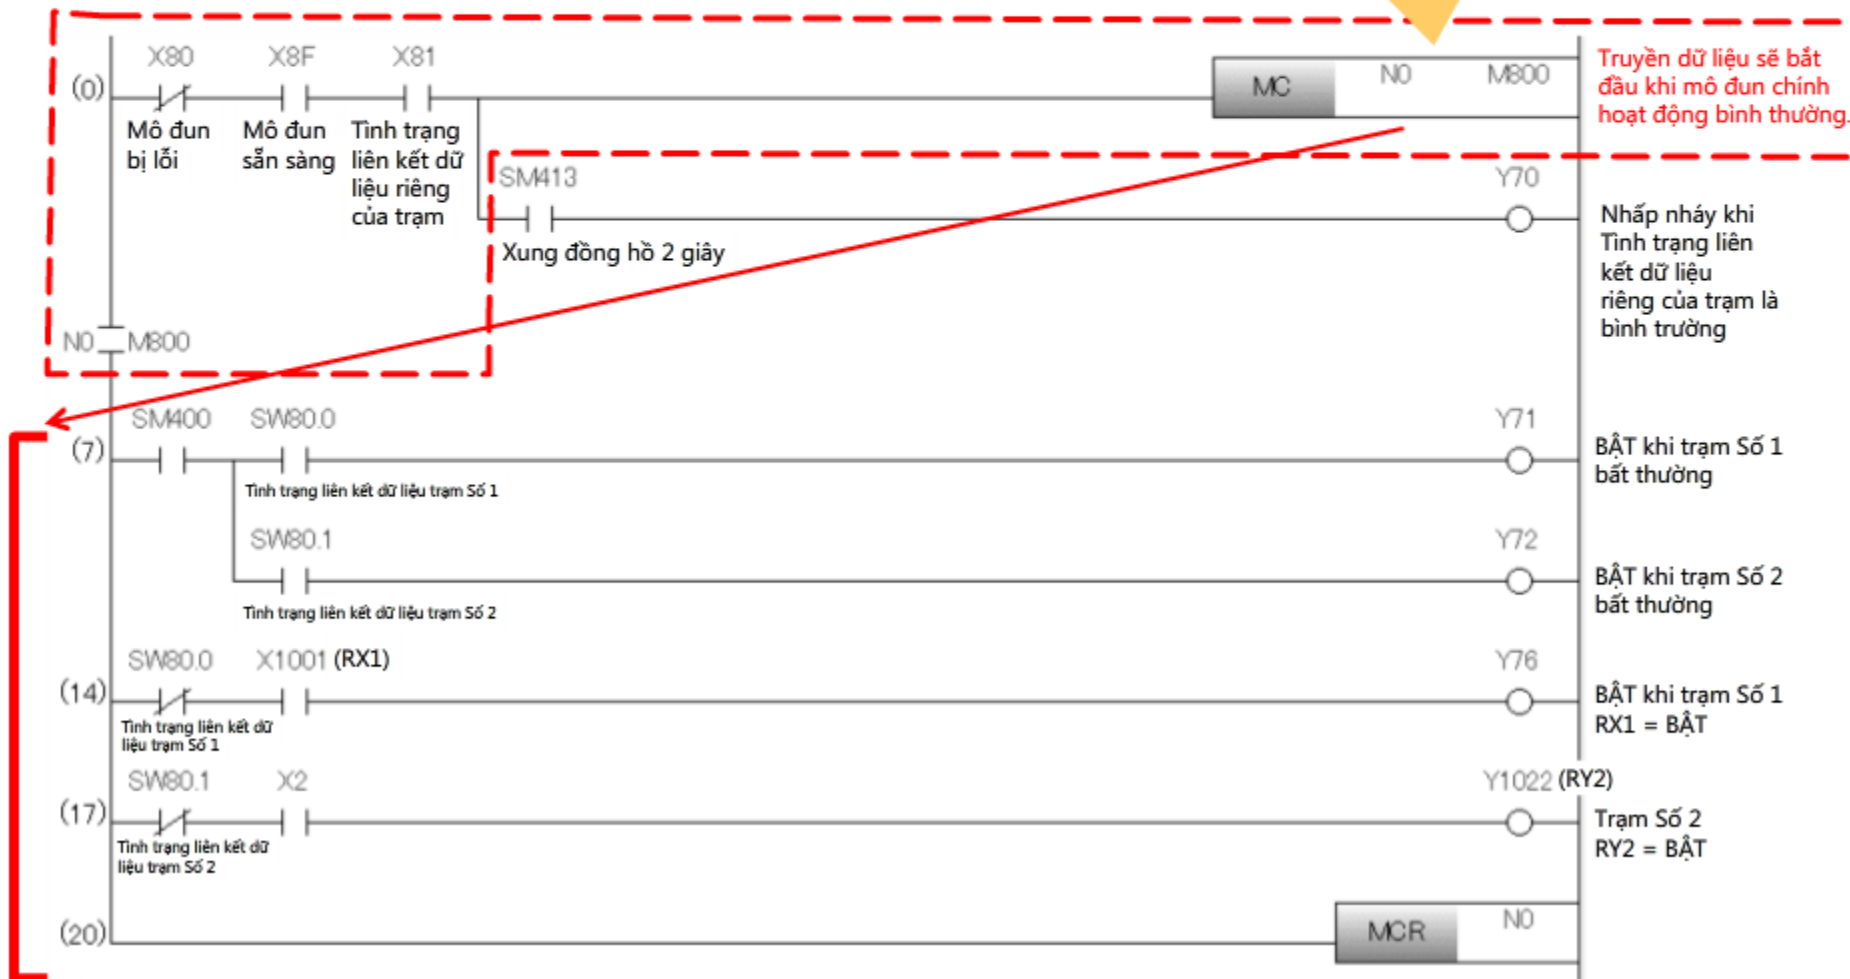 X80 X8F X81
(0)
MC N0 M800
Truyền dữ liệu sẽ bắt
đầu khi mô đun chính
hoạt động bình thường.
Mô đun
bị lỗi
Mô đun
sẵn sàng
Tình trạng
liên kết dữ
liệu riêng
của trạm
SM413
Xung đồng hồ 2 giây
Y70
Nhấp nháy khi
Tình trạng liên
kết dữ liệu
riêng của trạm là
bình trường
N0 M800
SM400 SW80.0 Y71
(7)
Tình trạng liên kết dữ liệu trạm Số 1
BẬT khi trạm Số 1
bất thường
SW80.1 Y72
Tình trạng liên kết dữ liệu trạm Số 2
BẬT khi trạm Số 2
bất thường
SW80.0 X1001 (RX1) Y76
(14)
Tình trạng liên kết dữ
liệu trạm Số 1
BẬT khi trạm Số 1
RX1 = BẬT
SW80.1 X2 Y1022 (RY2)
(17)
Tình trạng liên kết dữ
liệu trạm Số 2
Trạm Số 2
RY2 = BẬT
(20)
MCR N0